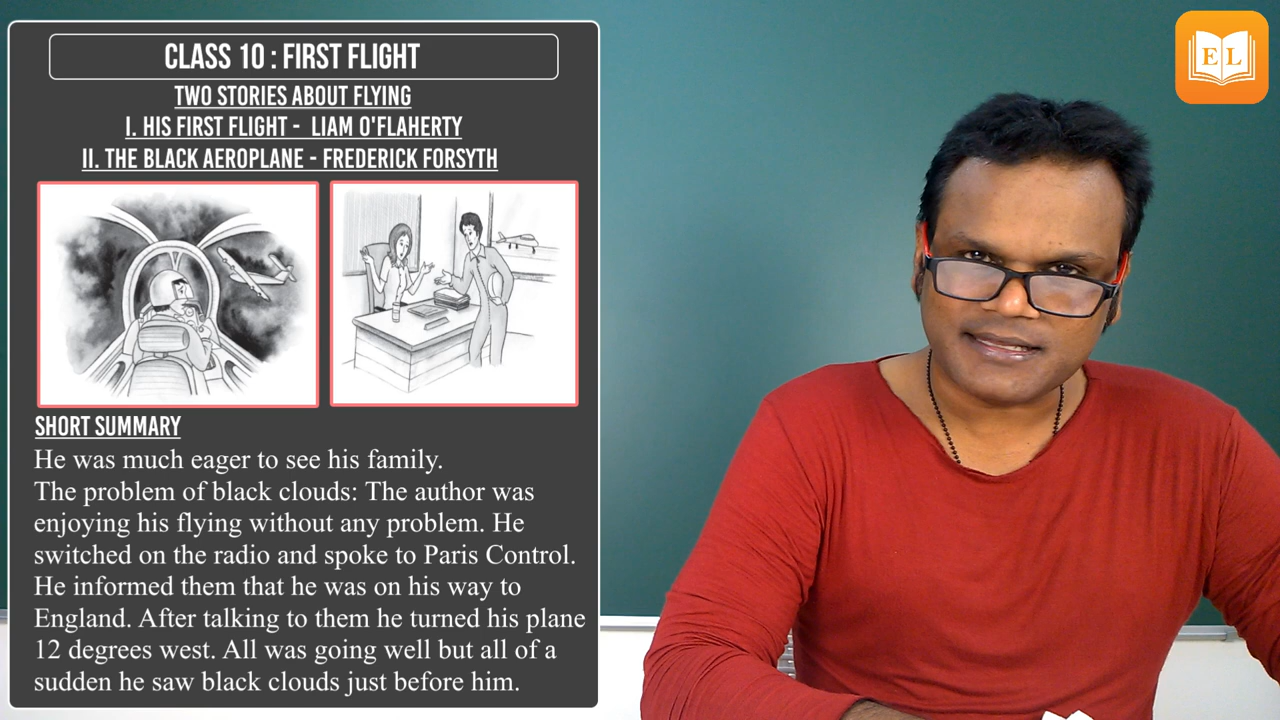 CLASS 10 : FIRST FLIGHT
TWO STORIES ABOUT FLYING
I. HIS FIRST FLIGHT - LIAM O'FLAHERTY
II. THE BLACK AEROPLANE - FREDERICK FORSYTH
SHORT SUMMARY
He was much eager to see his family.
The problem of black clouds: The author was
enjoying his flying without any problem. He
switched on the radio and spoke to Paris Control.
He informed them that he was on his way to
England. After talking to them he turned his plane
12 degrees west. All was going well but all of a
sudden he saw black clouds just before him.
E L